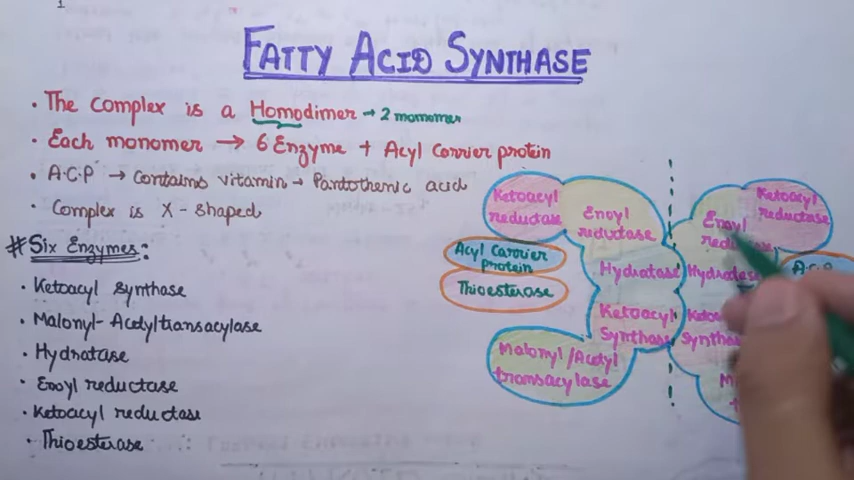 1
FATTY ACID SYNTHASE
• The complex is a Homodimer → 2 monomer
• Each monomer → 6 Enzyme + Acyl Carrier protein
• A.C.P → Contains vitamin → Pantothenic acid
• Complex is X - shaped
# Six Enzymes:
• Ketoacyl Synthase
• Malonyl- Acetyltransacylase
• Hydratase
• Enoyl reductase
• Ketoacyl reductase
• Thioesterase
Ketoacyl
reductase
Enoyl
reductase
Acyl Carrier
protein
Thioesterase
Hydratase
Ketoacyl
Synthase
Malonyl/Acetyl
transacylase
Ketoacyl
reductase
Enoyl
Hydratase
A.C.P